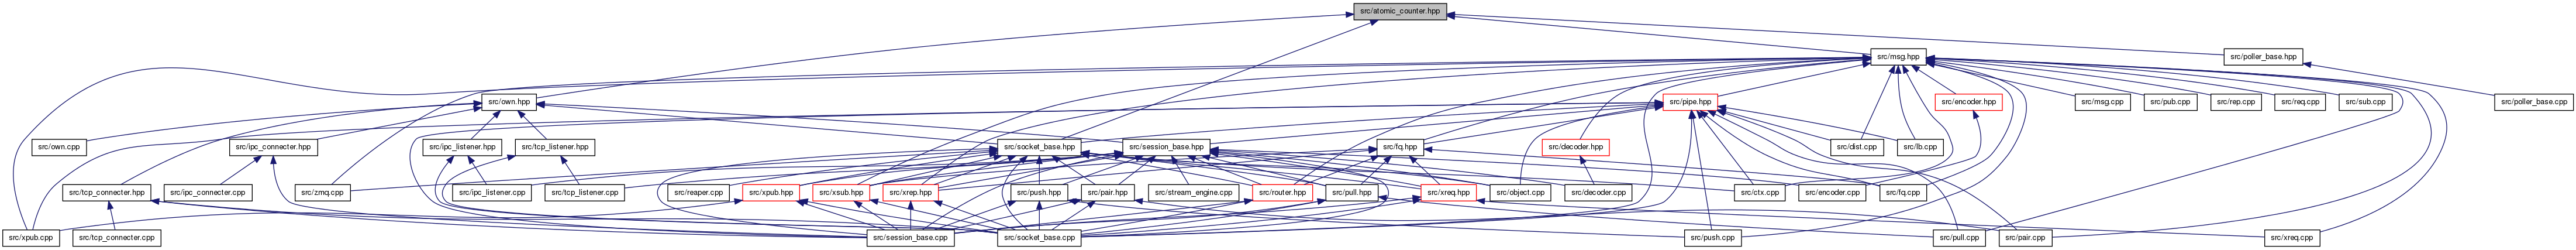 src/atomic_counter.hpp
src/msg.hpp
src/poller_base.hpp
src/own.hpp
src/pipe.hpp
src/encoder.hpp
src/msg.cpp
src/pub.cpp
src/rep.cpp
src/req.cpp
src/sub.cpp
src/poller_base.cpp
src/own.cpp
src/ipc_connecter.hpp
src/ipc_listener.hpp
src/tcp_listener.hpp
src/socket_base.hpp
src/session_base.hpp
src/fq.hpp
src/decoder.hpp
src/dist.cpp
src/lb.cpp
src/tcp_connecter.hpp
src/ipc_connecter.cpp
src/zmq.cpp
src/ipc_listener.cpp
src/tcp_listener.cpp
src/reaper.cpp
src/xpub.hpp
src/xsub.hpp
src/xrep.hpp
src/push.hpp
src/pair.hpp
src/stream_engine.cpp
src/router.hpp
src/pull.hpp
src/xreq.hpp
src/object.cpp
src/decoder.cpp
src/ctx.cpp
src/encoder.cpp
src/fq.cpp
src/xpub.cpp
src/tcp_connecter.cpp
src/session_base.cpp
src/socket_base.cpp
src/push.cpp
src/pull.cpp
src/pair.cpp
src/xreq.cpp